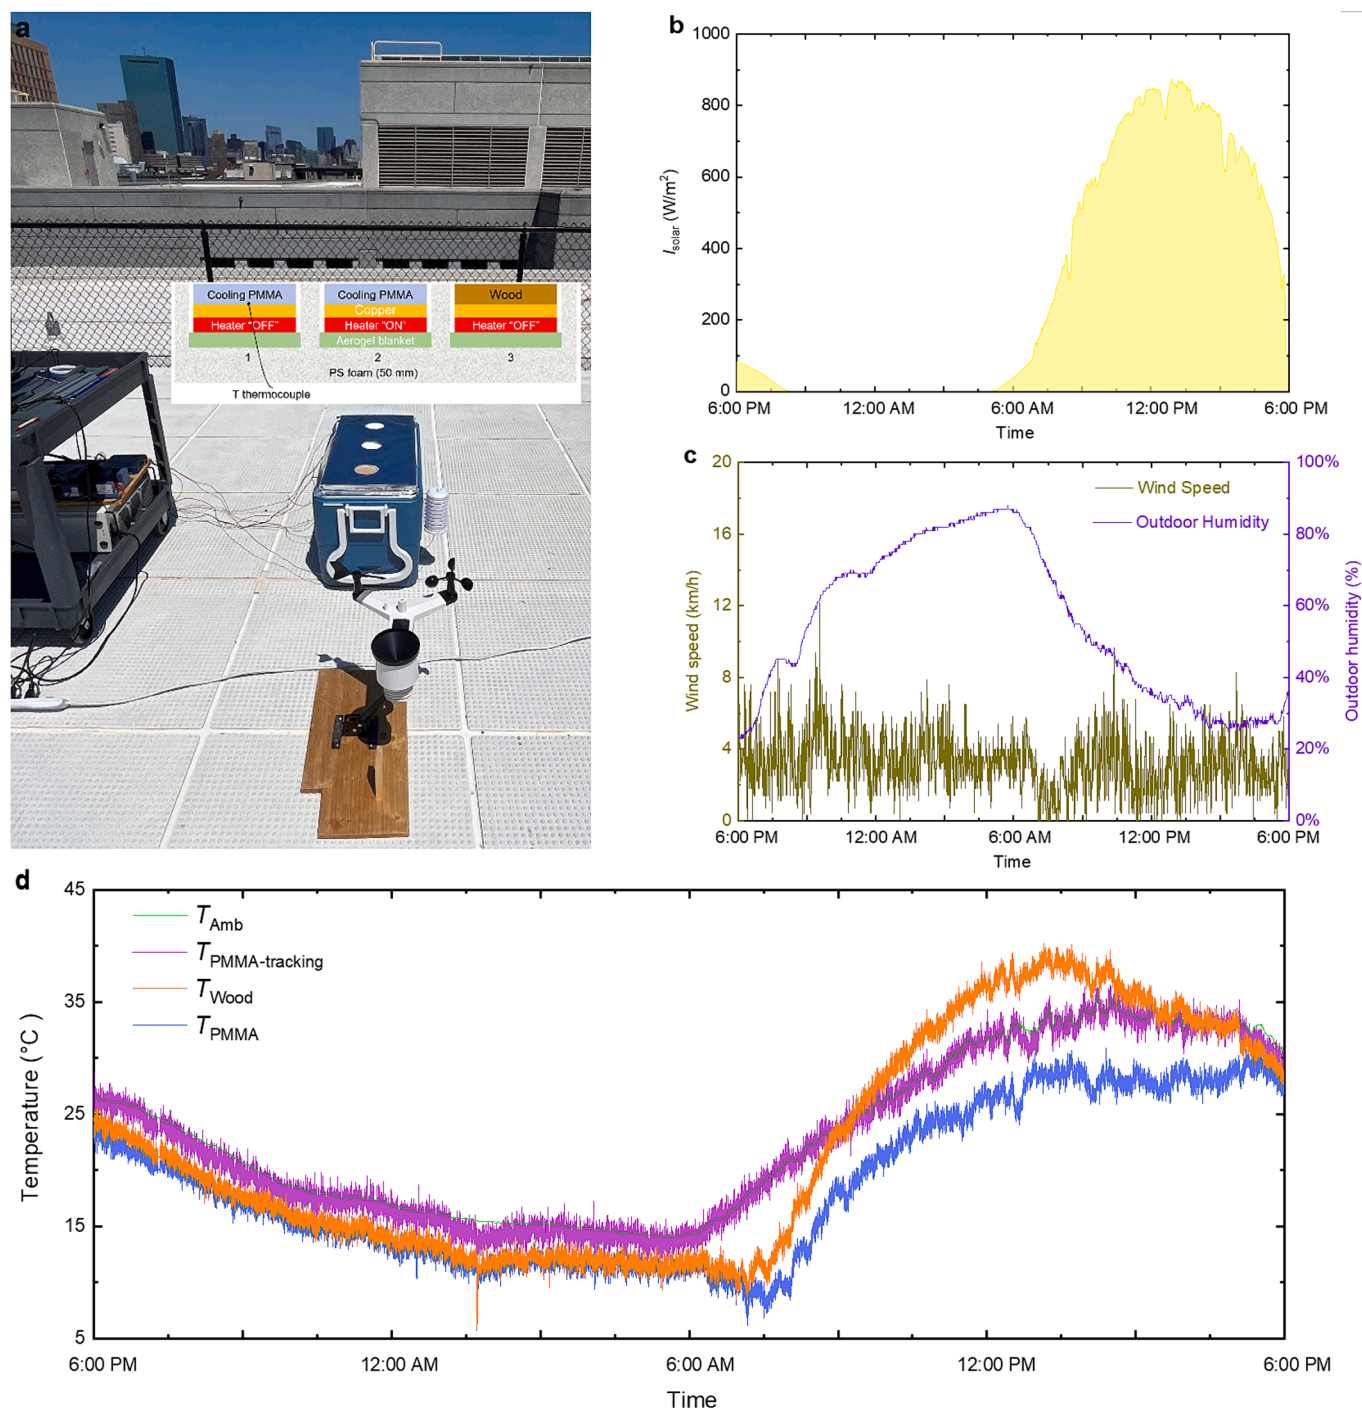 a
Cooling PMMA
Cooling PMMA
Wood
Copper
Heater "OFF"
Heater "ON"
Heater "OFF"
Aerogel blanket
1
2
3
PS foam (50 mm)
T thermocouple
b
1000
800
600
400
200
0
I solar (W/m²)
6:00 PM
12:00 AM
6:00 AM
12:00 PM
6:00 PM
Time
c
20
16
12
8
4
0
Wind speed (km/h)
Wind Speed
Outdoor Humidity
100%
80%
60%
40%
20%
0%
Outdoor humidity (%)
6:00 PM
12:00 AM
6:00 AM
12:00 PM
6:00 PM
Time
d
45
35
25
15
5
Temperature (°C )
T Amb
T PMMA-tracking
T Wood
T PMMA
6:00 PM
12:00 AM
6:00 AM
12:00 PM
6:00 PM
Time